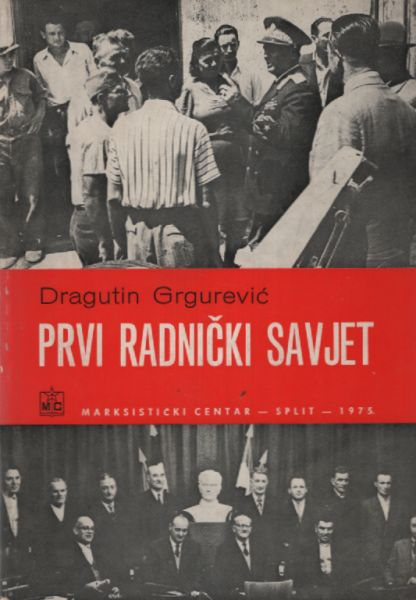 Dragutin Grgurević
PRVI RADNIČKI SAVJET
MC
MARKSISTIČKI CENTAR — SPLIT — 1975.